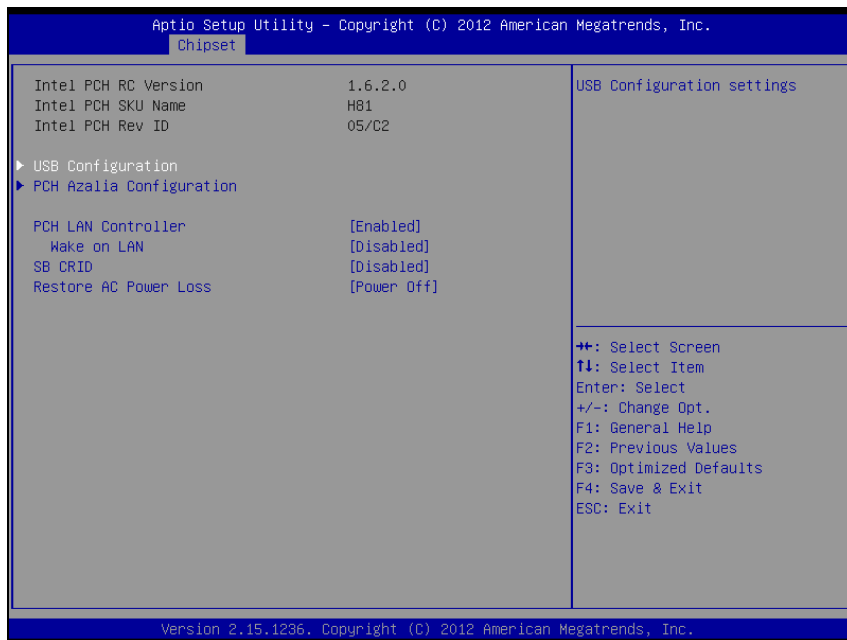 Aptio Setup Utility – Copyright (C) 2012 American Megatrends, Inc.
Chipset
Intel PCH RC Version 1.6.2.0
Intel PCH SKU Name H81
Intel PCH Rev ID 05/C2
► USB Configuration
► PCH Azalia Configuration
PCH LAN Controller [Enabled]
Wake on LAN [Disabled]
SB CRID [Disabled]
Restore AC Power Loss [Power Off]
USB Configuration settings
→←: Select Screen
↑↓: Select Item
Enter: Select
+/-: Change Opt.
F1: General Help
F2: Previous Values
F3: Optimized Defaults
F4: Save & Exit
ESC: Exit
Version 2.15.1236. Copyright (C) 2012 American Megatrends, Inc.